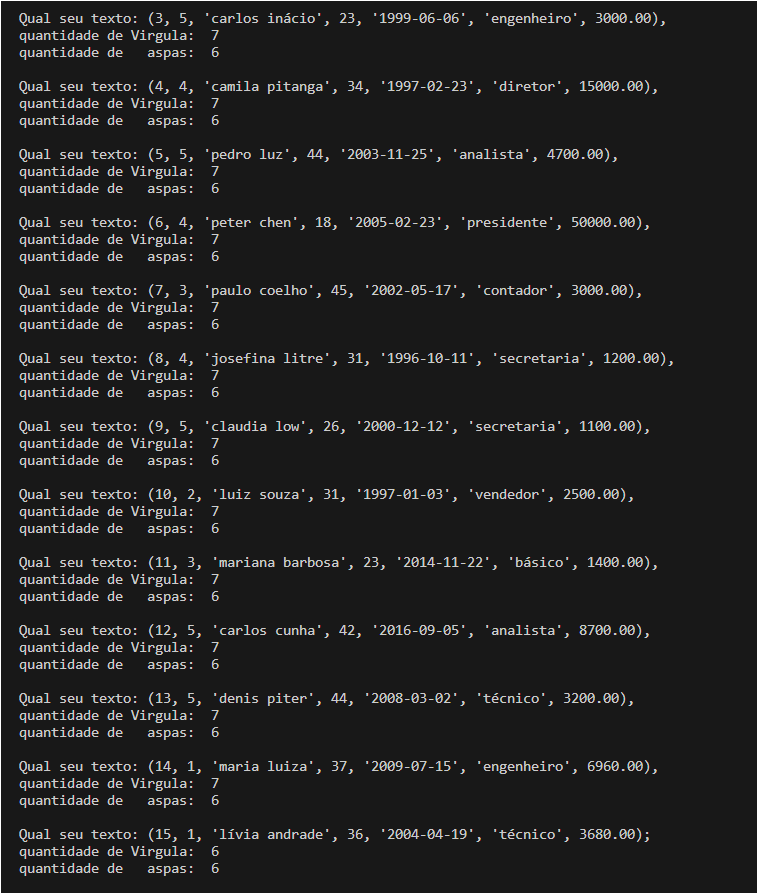 Qual seu texto: (3, 5, 'carlos inácio', 23, '1999-06-06', 'engenheiro', 3000.00),
quantidade de Virgula:  7
quantidade de   aspas:  6
Qual seu texto: (4, 4, 'camila pitanga', 34, '1997-02-23', 'diretor', 15000.00),
quantidade de Virgula:  7
quantidade de   aspas:  6
Qual seu texto: (5, 5, 'pedro luz', 44, '2003-11-25', 'analista', 4700.00),
quantidade de Virgula:  7
quantidade de   aspas:  6
Qual seu texto: (6, 4, 'peter chen', 18, '2005-02-23', 'presidente', 50000.00),
quantidade de Virgula:  7
quantidade de   aspas:  6
Qual seu texto: (7, 3, 'paulo coelho', 45, '2002-05-17', 'contador', 3000.00),
quantidade de Virgula:  7
quantidade de   aspas:  6
Qual seu texto: (8, 4, 'josefina litre', 31, '1996-10-11', 'secretaria', 1200.00),
quantidade de Virgula:  7
quantidade de   aspas:  6
Qual seu texto: (9, 5, 'claudia low', 26, '2000-12-12', 'secretaria', 1100.00),
quantidade de Virgula:  7
quantidade de   aspas:  6
Qual seu texto: (10, 2, 'luiz souza', 31, '1997-01-03', 'vendedor', 2500.00),
quantidade de Virgula:  7
quantidade de   aspas:  6
Qual seu texto: (11, 3, 'mariana barbosa', 23, '2014-11-22', 'básico', 1400.00),
quantidade de Virgula:  7
quantidade de   aspas:  6
Qual seu texto: (12, 5, 'carlos cunha', 42, '2016-09-05', 'analista', 8700.00),
quantidade de Virgula:  7
quantidade de   aspas:  6
Qual seu texto: (13, 5, 'denis piter', 44, '2008-03-02', 'técnico', 3200.00),
quantidade de Virgula:  7
quantidade de   aspas:  6
Qual seu texto: (14, 1, 'maria luiza', 37, '2009-07-15', 'engenheiro', 6960.00),
quantidade de Virgula:  7
quantidade de   aspas:  6
Qual seu texto: (15, 1, 'lívia andrade', 36, '2004-04-19', 'técnico', 3680.00);
quantidade de Virgula:  6
quantidade de   aspas:  6